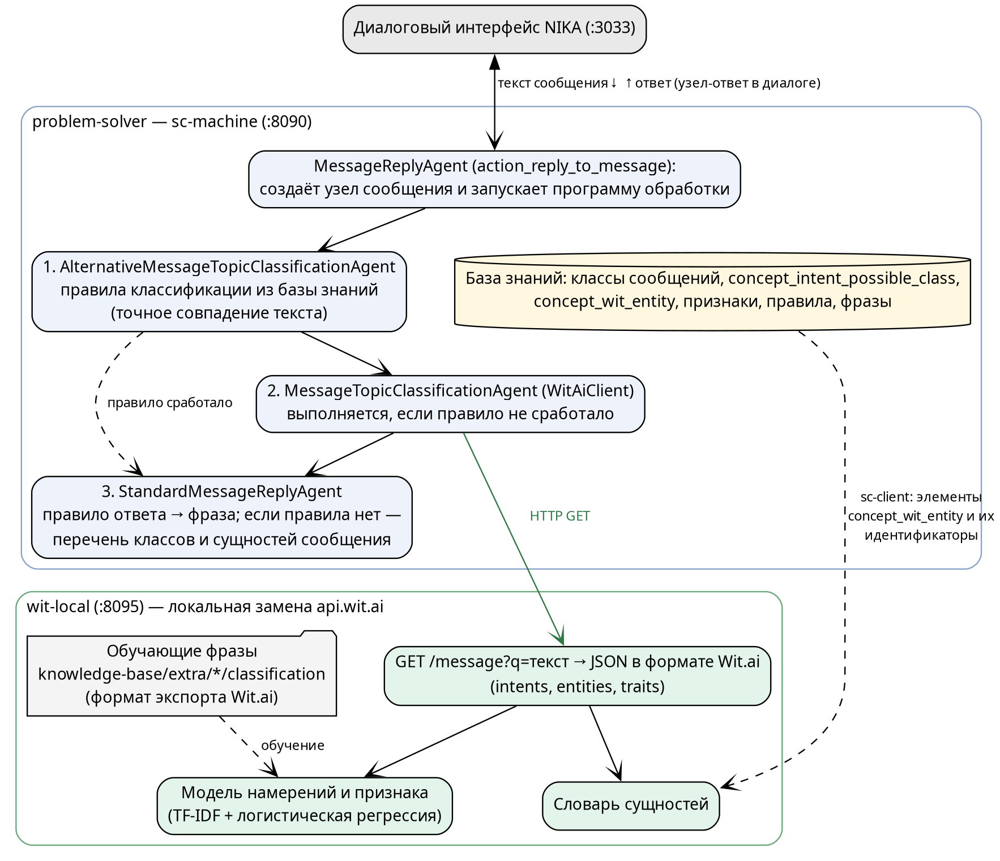 Диалоговый интерфейс NIKA (:3033)
текст сообщения ↓ ↑ ответ (узел-ответ в диалоге)
problem-solver — sc-machine (:8090)
MessageReplyAgent (action_reply_to_message):
создаёт узел сообщения и запускает программу обработки
1. AlternativeMessageTopicClassificationAgent
правила классификации из базы знаний
(точное совпадение текста)
База знаний: классы сообщений, concept_intent_possible_class,
concept_wit_entity, признаки, правила, фразы
правило сработало
2. MessageTopicClassificationAgent (WitAiClient)
выполняется, если правило не сработало
3. StandardMessageReplyAgent
правило ответа → фраза; если правила нет —
перечень классов и сущностей сообщения
HTTP GET
sc-client: элементы
concept_wit_entity и их
идентификаторы
wit-local (:8095) — локальная замена api.wit.ai
Обучающие фразы
knowledge-base/extra/*/classification
(формат экспорта Wit.ai)
GET /message?q=текст → JSON в формате Wit.ai
(intents, entities, traits)
обучение
Модель намерений и признака
(TF-IDF + логистическая регрессия)
Словарь сущностей